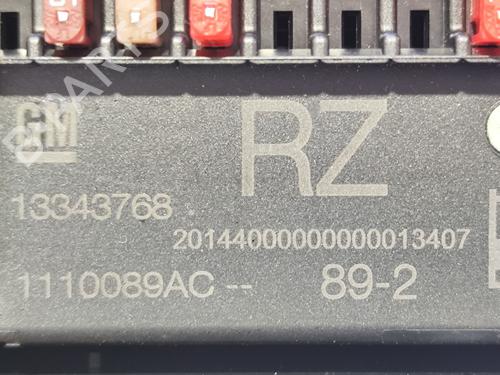 GM
RZ
13343768
20144000000000013407
1110089AC --
89-2